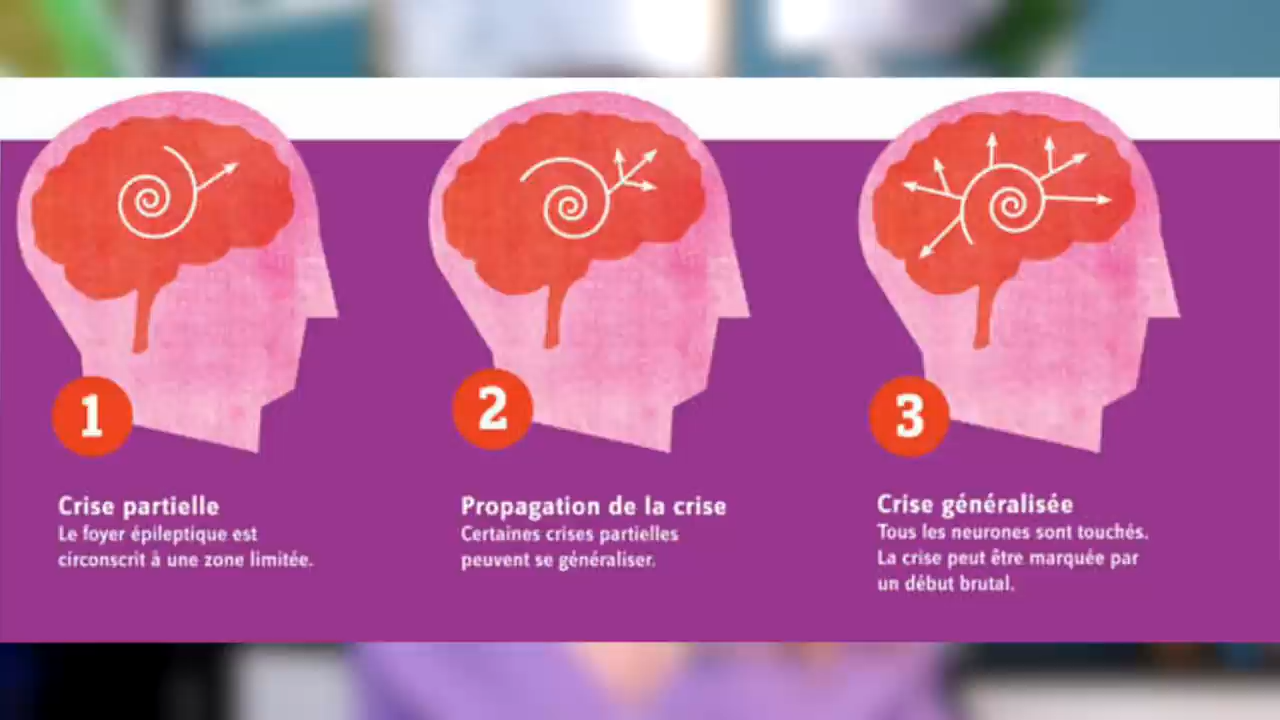 1
Crise partielle
Le foyer épileptique est
circonscrit à une zone limitée.
2
Propagation de la crise
Certaines crises partielles
peuvent se généraliser.
3
Crise généralisée
Tous les neurones sont touchés.
La crise peut être marquée par
un début brutal.